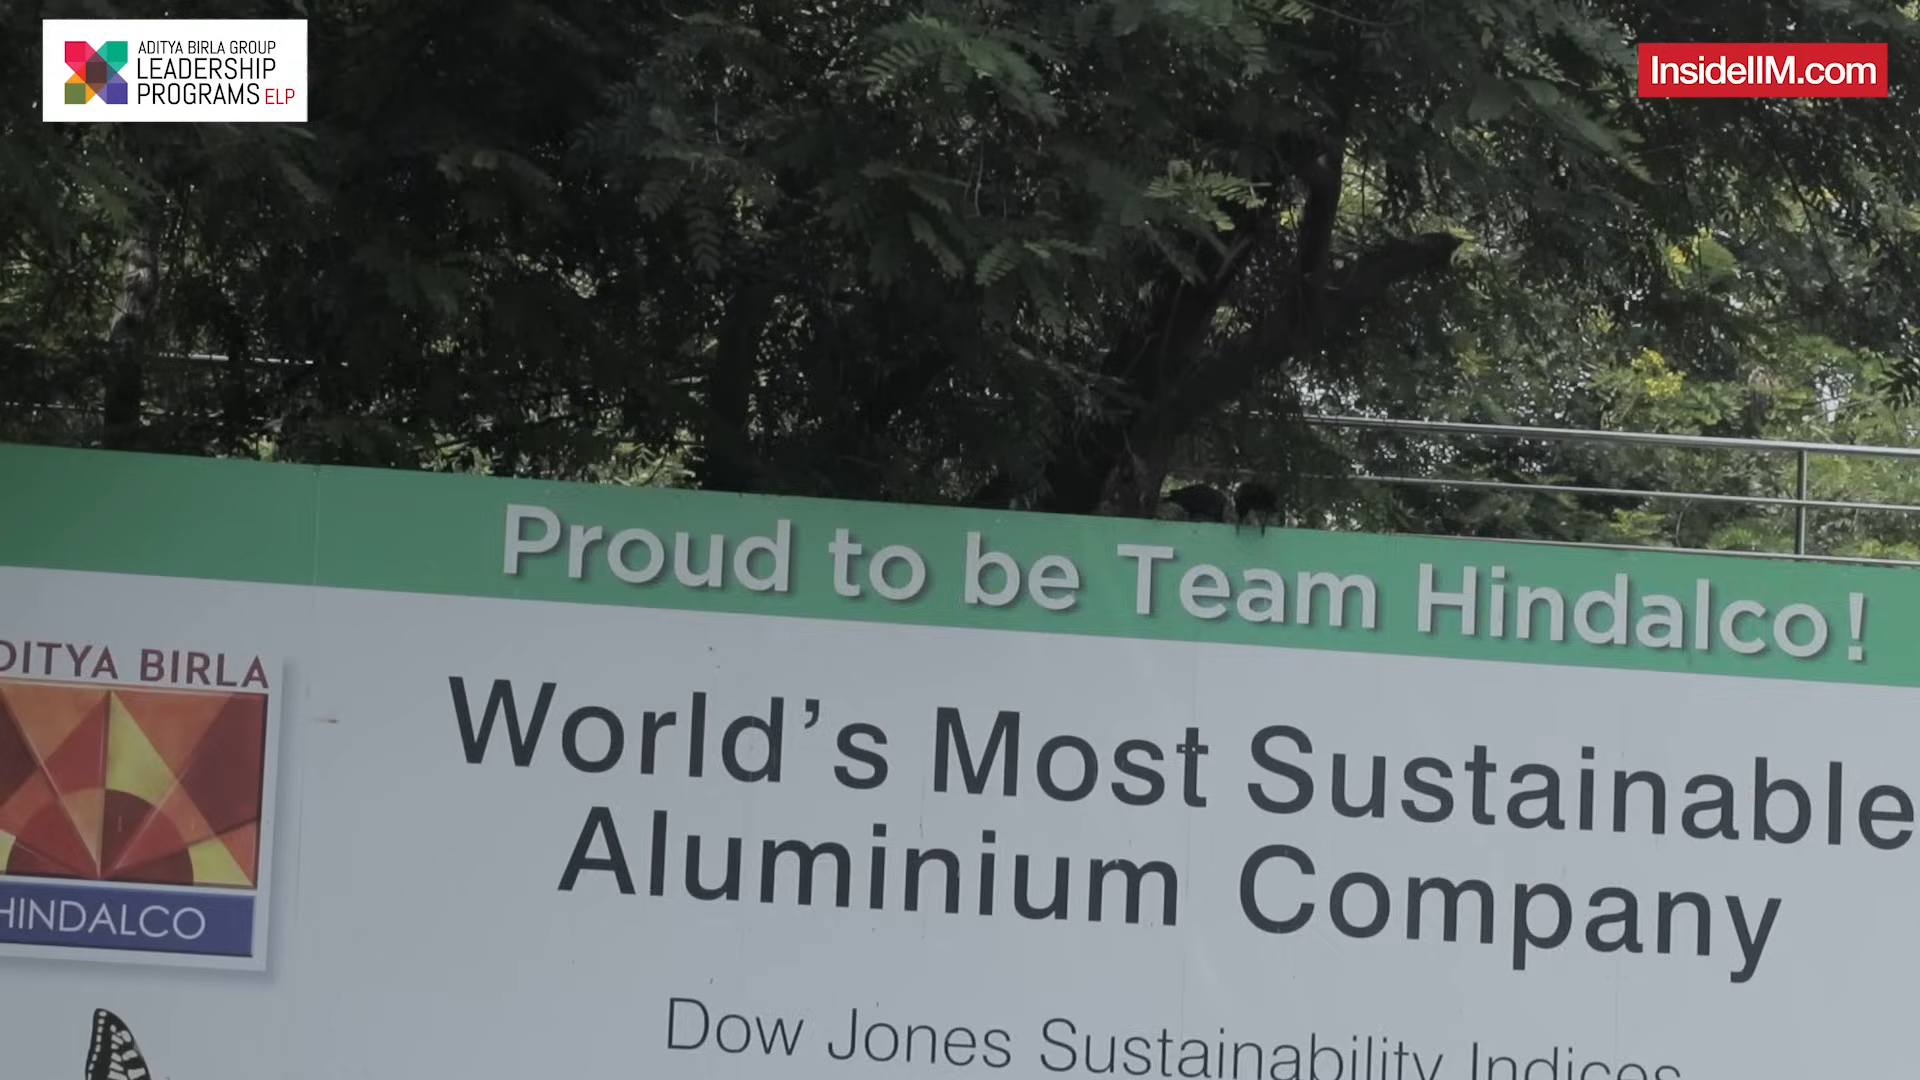 ADITYA BIRLA GROUP
LEADERSHIP
PROGRAMS ELP
InsideIIM.com
Proud to be Team Hindalco!
DITYA BIRLA
HINDALCO
World's Most Sustainable
Aluminium Company
Dow Jones Sustainability Indices